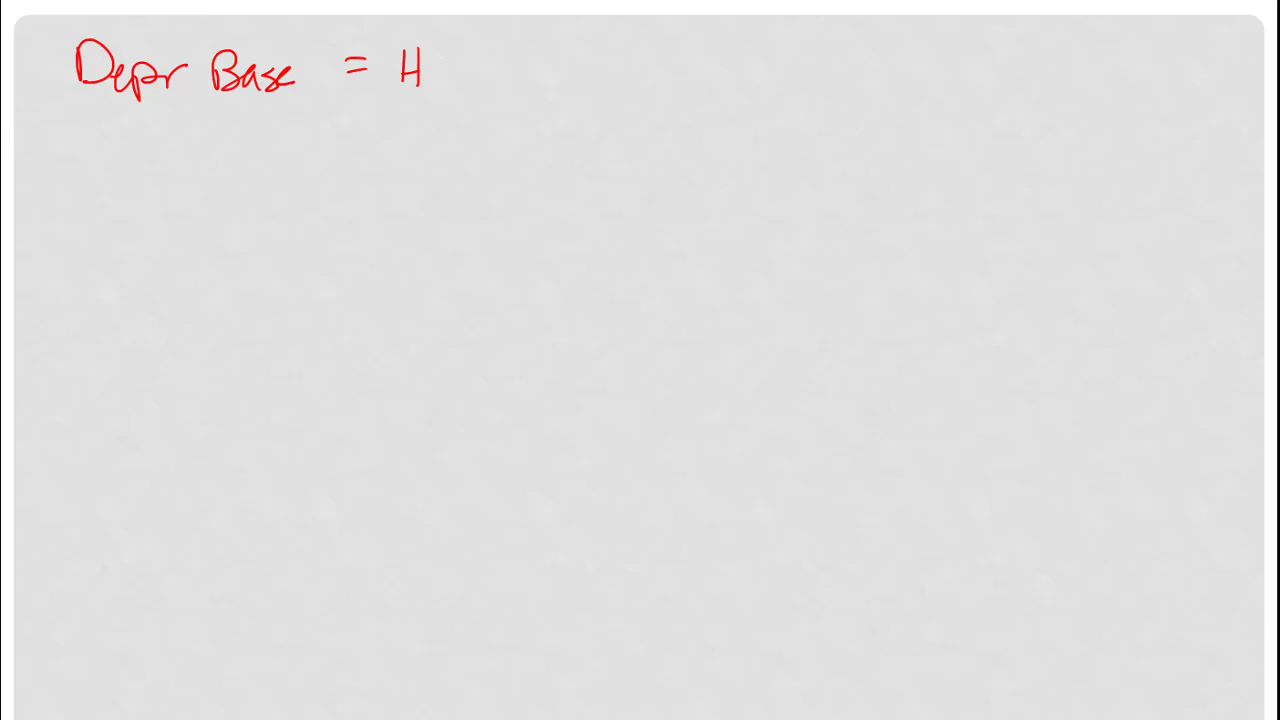 Depr Base = H